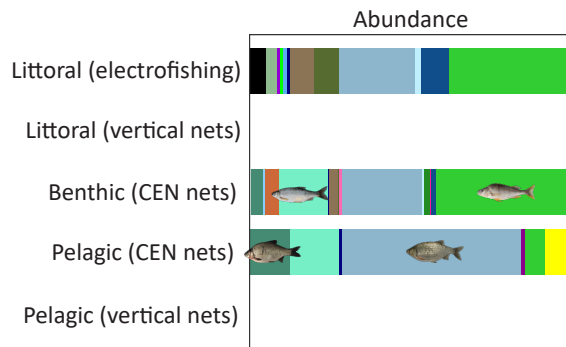 Abundance
Littoral (electrofishing)
Littoral (vertical nets)
Benthic (CEN nets)
Pelagic (CEN nets)
Pelagic (vertical nets)